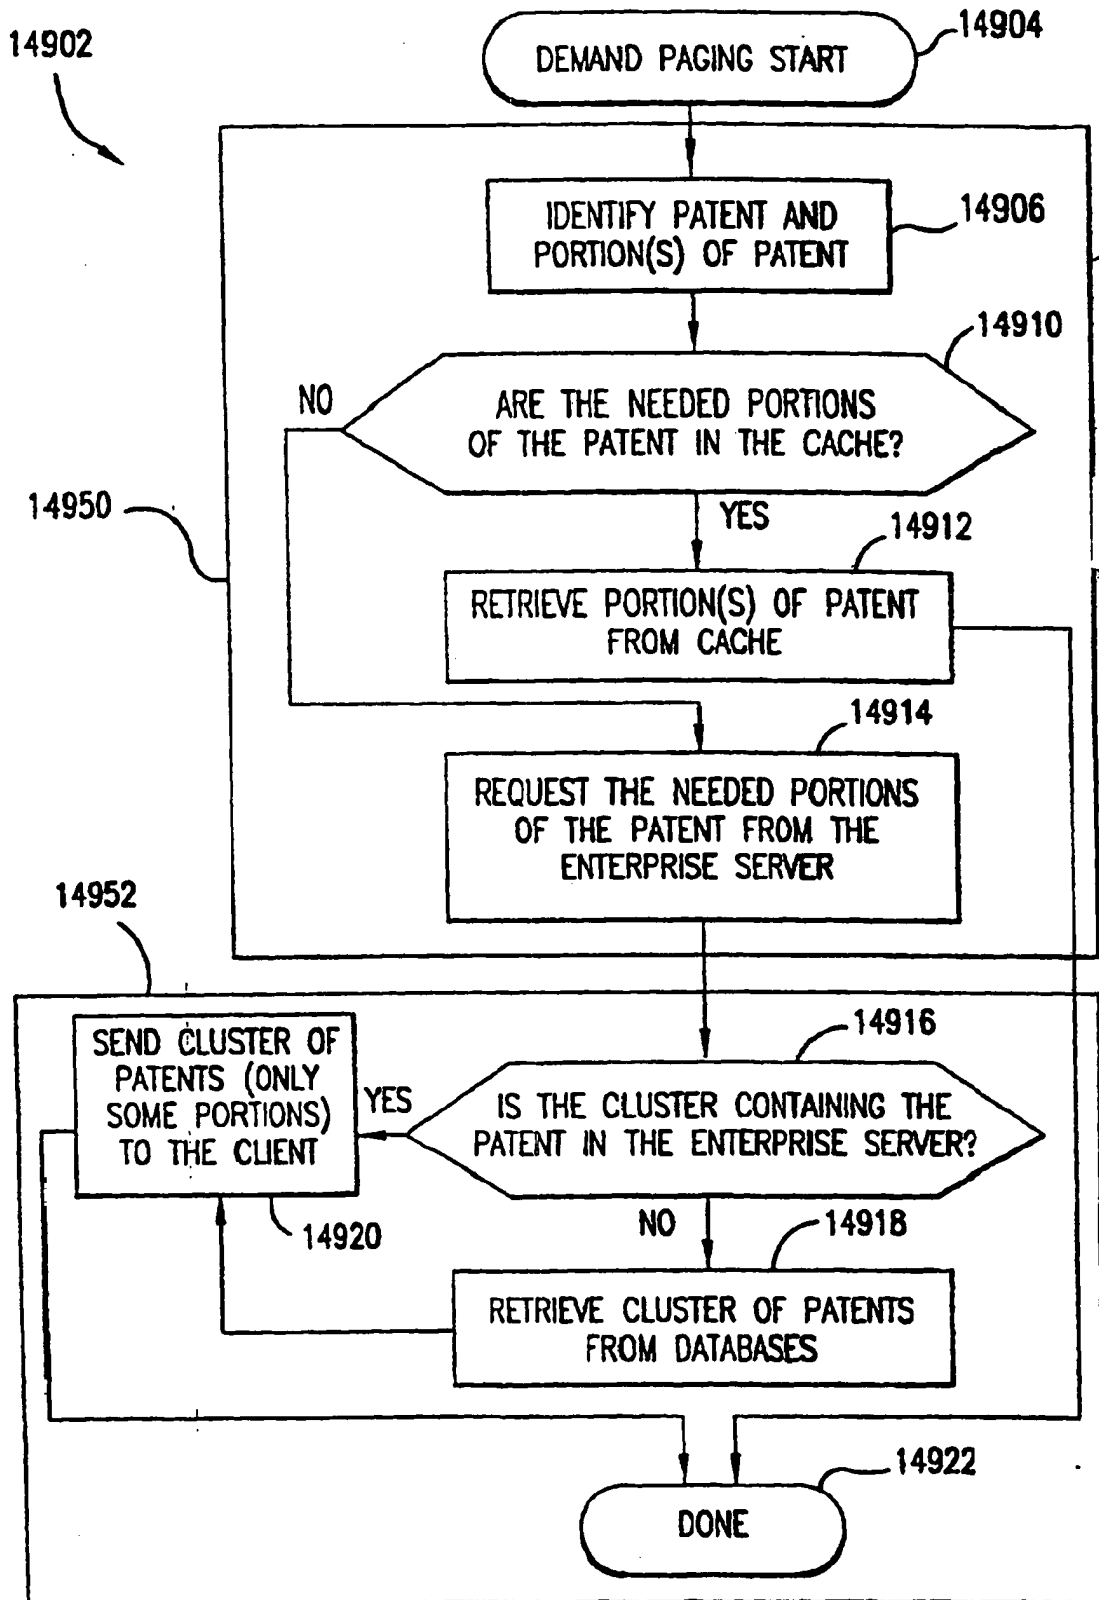 14902
14904
DEMAND PAGING START
IDENTIFY PATENT AND
PORTION(S) OF PATENT
14906
14910
NO
ARE THE NEEDED PORTIONS
OF THE PATENT IN THE CACHE?
14950
YES
14912
RETRIEVE PORTION(S) OF PATENT
FROM CACHE
14914
REQUEST THE NEEDED PORTIONS
OF THE PATENT FROM THE
ENTERPRISE SERVER
14952
14916
SEND CLUSTER OF
PATENTS (ONLY
SOME PORTIONS)
TO THE CLIENT
YES
IS THE CLUSTER CONTAINING THE
PATENT IN THE ENTERPRISE SERVER?
14920
NO
14918
RETRIEVE CLUSTER OF PATENTS
FROM DATABASES
14922
DONE